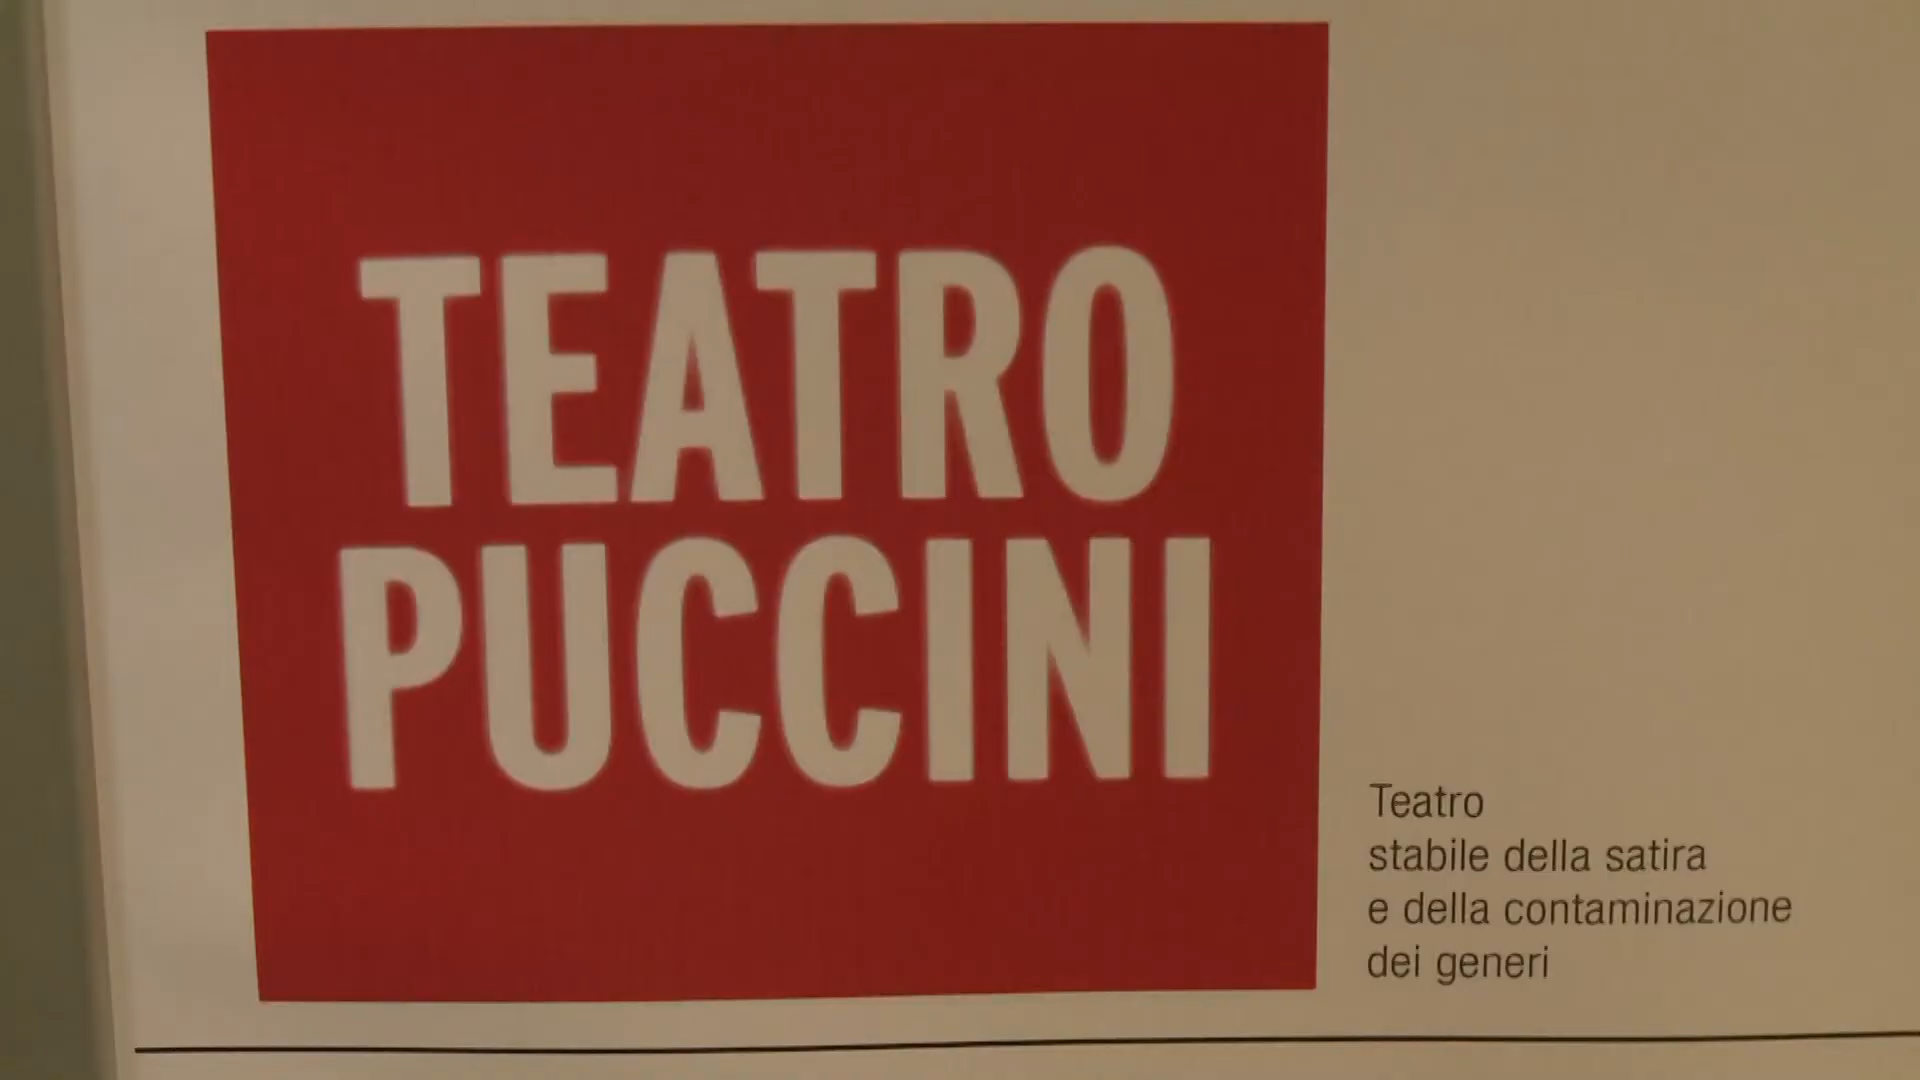 TEATRO
PUCCINI
Teatro
stabile della satira
e della contaminazione
dei generi